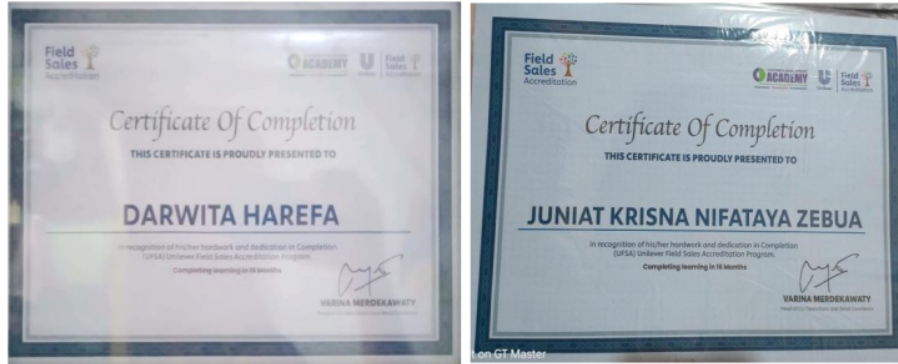 Field
Sales
Accreditation
ACADEMY
Unilever
Field
Sales
Accreditation
Certificate Of Completion
THIS CERTIFICATE IS PROUDLY PRESENTED TO
DARWITA HAREFA
in recognition of his/her hardwork and dedication in Completion
(UFSA) Unilever Field Sales Accreditation Program.
Completing learning in 18 Months
VARINA MERDEKAWATY
Field
Sales
Accreditation
ACADEMY
Unilever
Field
Sales
Accreditation
Certificate Of Completion
THIS CERTIFICATE IS PROUDLY PRESENTED TO
JUNIAT KRISNA NIFATAYA ZEBUA
in recognition of his/her hardwork and dedication in Completion
(UFSA) Unilever Field Sales Accreditation Program.
Completing learning in 18 Months
VARINA MERDEKAWATY
t on GT Master